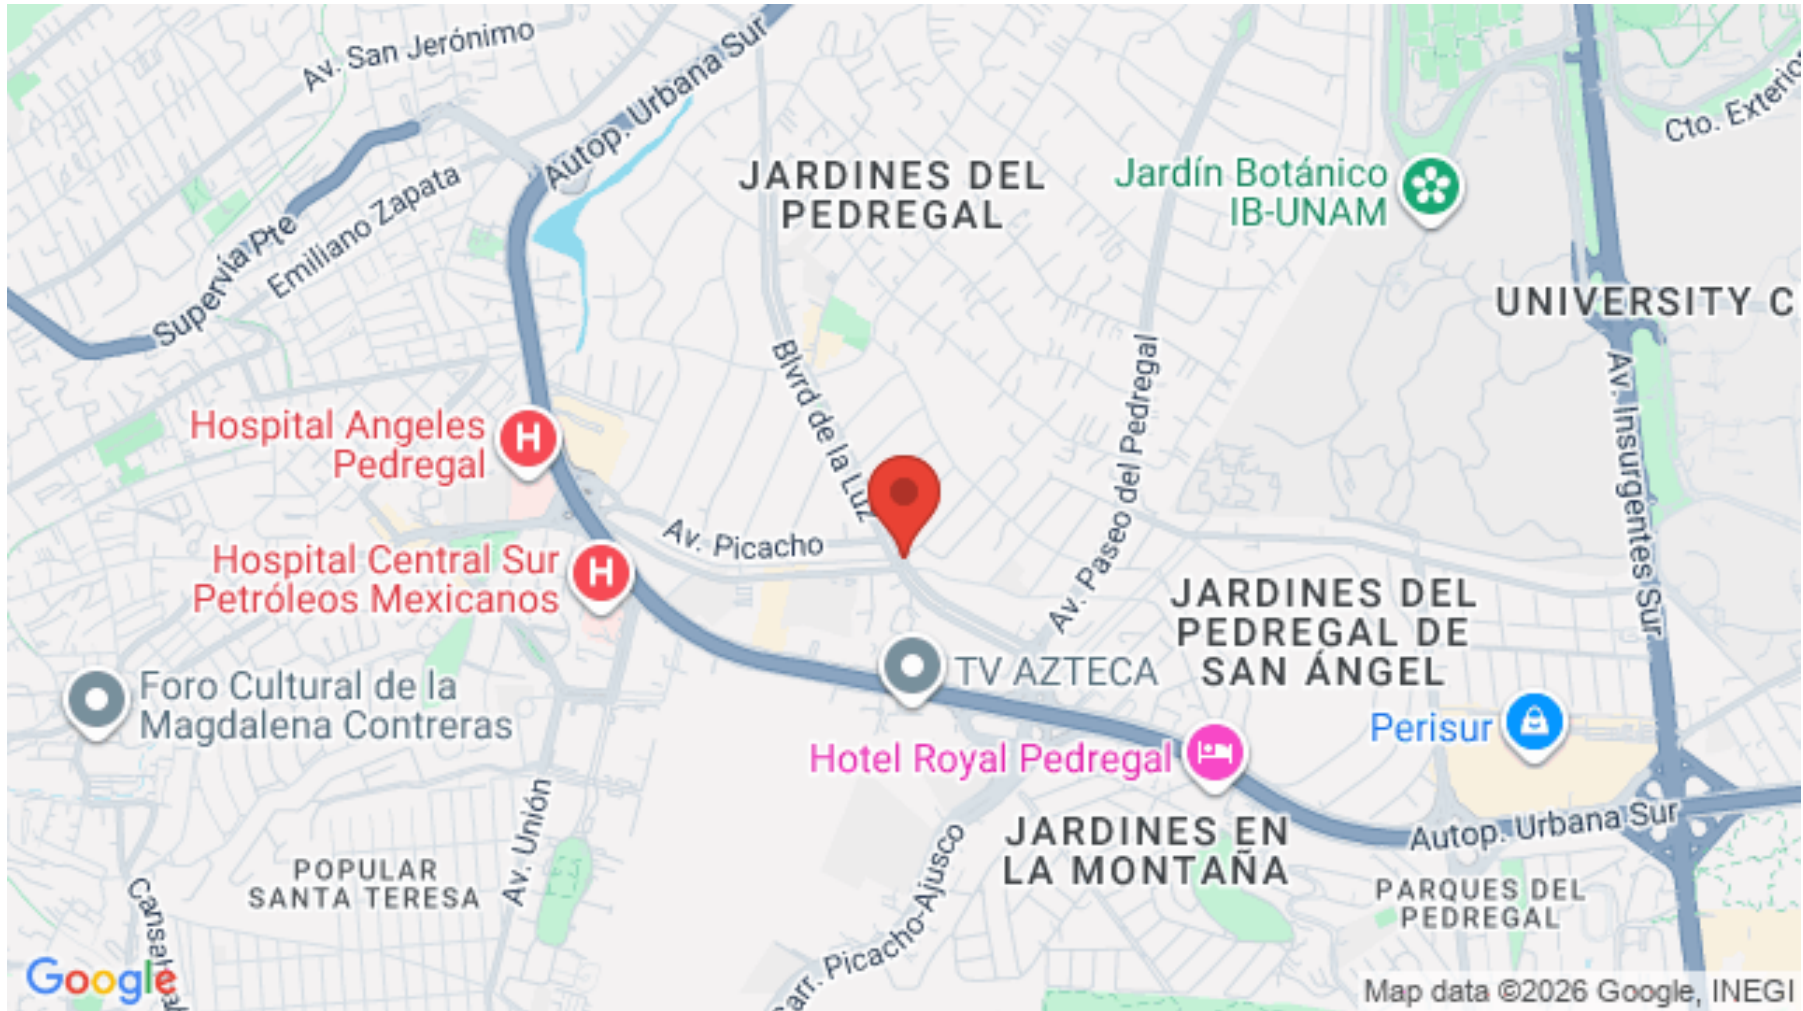 Av. San Jerónimo
Autop. Urbana Sur
Cto. Exterior
JARDINES DEL
PEDREGAL
Jardín Botánico
IB-UNAM
Supervía Pte
Emiliano Zapata
UNIVERSITY C
Blvrd de la Luz
Av. Paseo del Pedregal
Av. Insurgentes Sur
Hospital Angeles
Pedregal
H
Av. Picacho
Hospital Central Sur
Petróleos Mexicanos
H
JARDINES DEL
PEDREGAL DE
SAN ÁNGEL
TV AZTECA
Foro Cultural de la
Magdalena Contreras
Perisur
Hotel Royal Pedregal
Autop. Urbana Sur
JARDINES EN
LA MONTAÑA
Av. Unión
POPULAR
SANTA TERESA
PARQUES DEL
PEDREGAL
arr. Picacho-Ajusco
Google
Map data ©2026 Google, INEGI